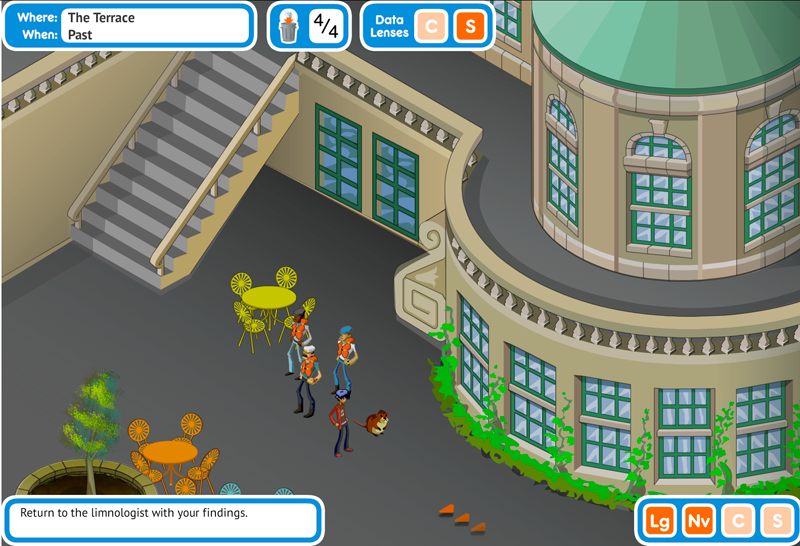 Where: The Terrace
When: Past
4/4
Data Lenses C S
Return to the limnologist with your findings.
Lg Nv C S